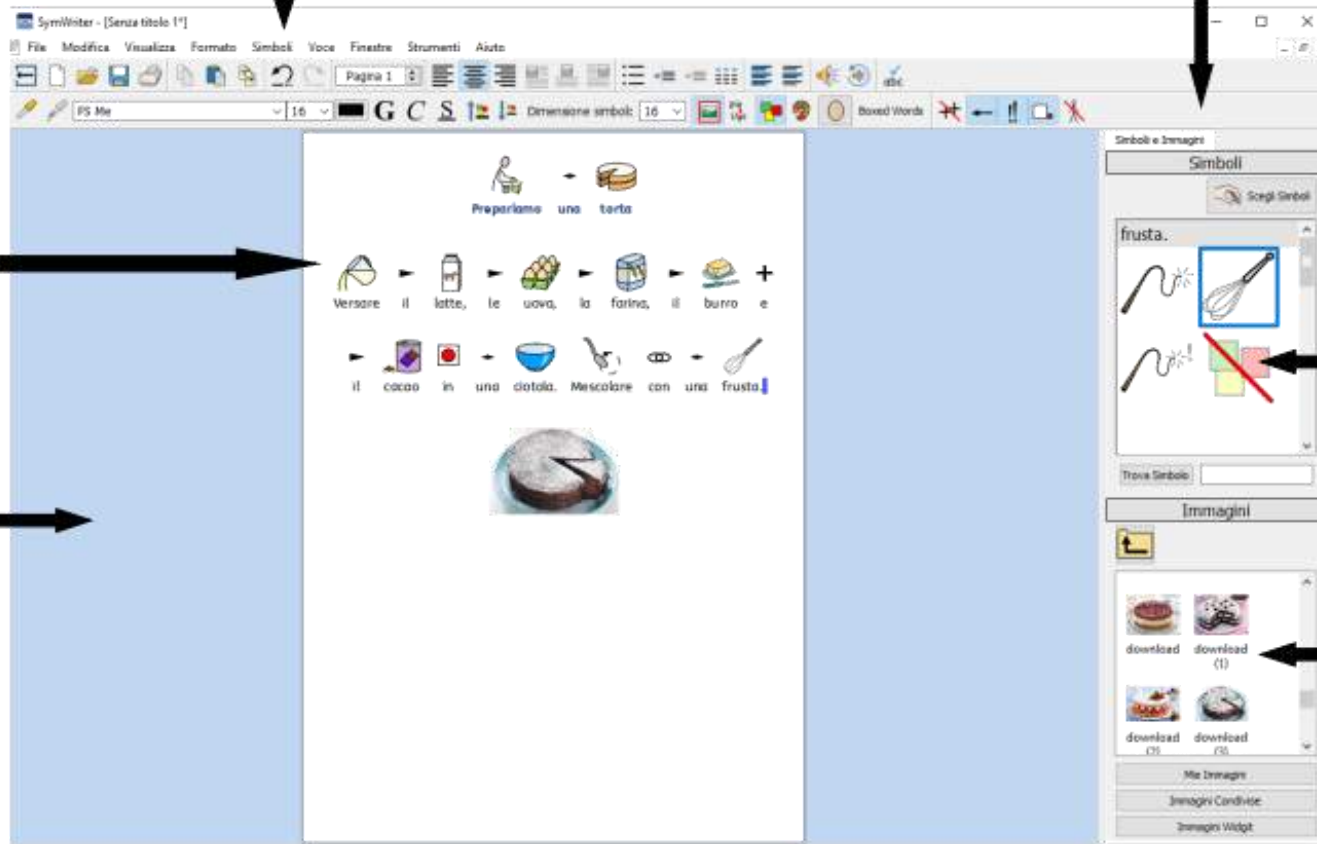 SymWriter - [Senza titolo 1*]
File Modifica Visualizza Formato Simboli Voce Finestre Strumenti Aiuto
Pagina 1
abc
FS Me 16 G C S Dimensione simboli: 16 Boxed Words
Simboli e Immagini
Simboli
Scegli Simboli
frusta.
Trova Simbolo
Immagini
download download (1)
download (2) download (3)
Mie Immagini
Immagini Condivise
Immagini Widgit
Prepariamo una torta
Versare il latte, le uova, la farina, il burro e
il cacao in una ciotola. Mescolare con una frusta.